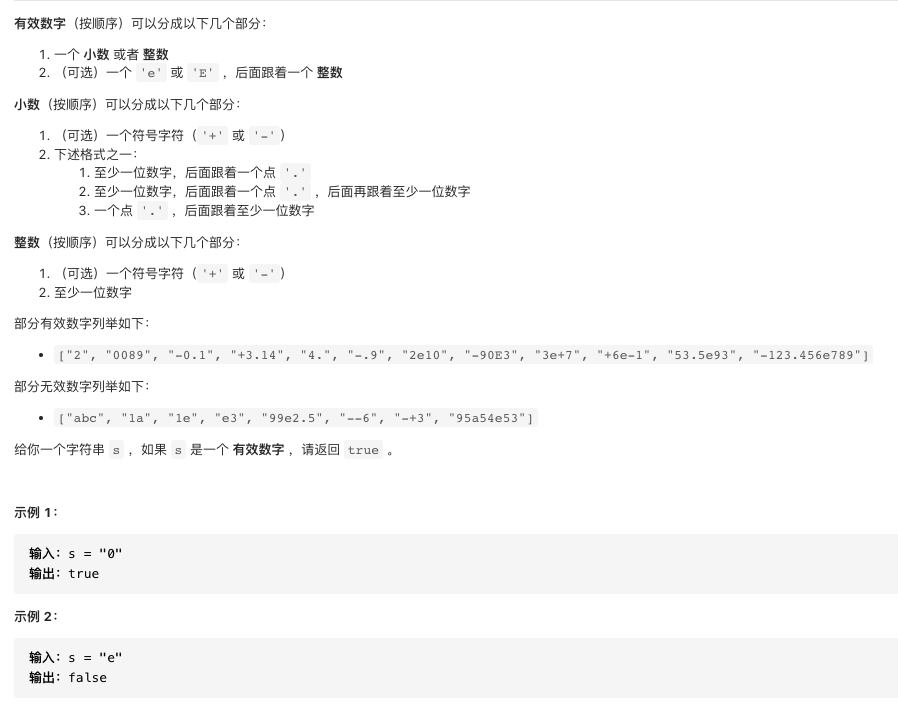 有效数字（按顺序）可以分成以下几个部分：
1. 一个 小数 或者 整数
2. （可选）一个 'e' 或 'E' ，后面跟着一个 整数
小数（按顺序）可以分成以下几个部分：
1. （可选）一个符号字符（'+' 或 '-'）
2. 下述格式之一：
1. 至少一位数字，后面跟着一个点 '.'
2. 至少一位数字，后面跟着一个点 '.' ，后面再跟着至少一位数字
3. 一个点 '.' ，后面跟着至少一位数字
整数（按顺序）可以分成以下几个部分：
1. （可选）一个符号字符（'+' 或 '-'）
2. 至少一位数字
部分有效数字列举如下：
• ["2", "0089", "-0.1", "+3.14", "4.", "-.9", "2e10", "-90E3", "3e+7", "+6e-1", "53.5e93", "-123.456e789"]
部分无效数字列举如下：
• ["abc", "1a", "1e", "e3", "99e2.5", "--6", "-+3", "95a54e53"]
给你一个字符串 s ，如果 s 是一个 有效数字 ，请返回 true 。
示例 1：
输入：s = "0"
输出：true
示例 2：
输入：s = "e"
输出：false